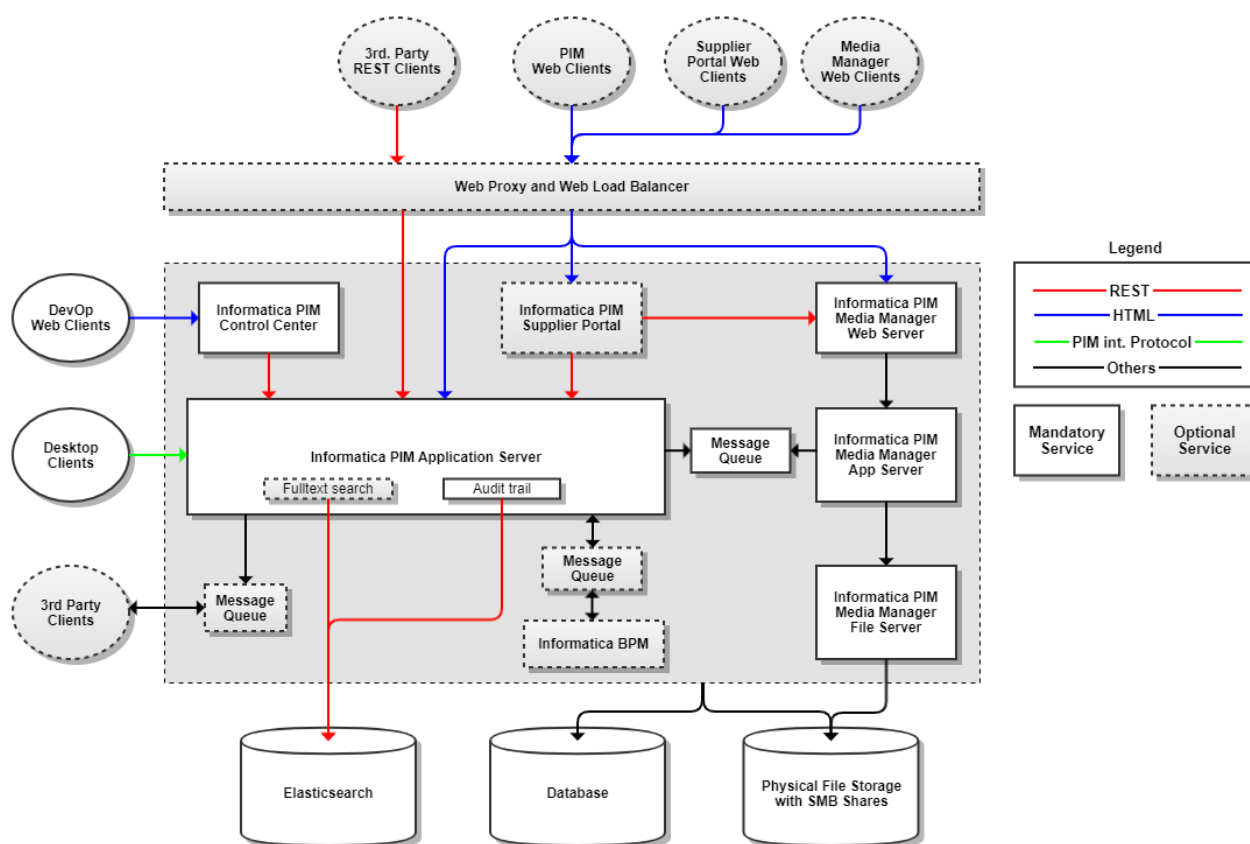 3rd. Party
REST Clients
PIM
Web Clients
Supplier
Portal Web
Clients
Media
Manager
Web Clients
Web Proxy and Web Load Balancer
Legend
REST
HTML
PIM int. Protocol
Others
Mandatory
Service
Optional
Service
DevOp
Web Clients
Informatica PIM
Control Center
Informatica PIM
Supplier Portal
Informatica PIM
Media Manager
Web Server
Desktop
Clients
Informatica PIM Application Server
Fulltext search
Audit trail
Message
Queue
Informatica PIM
Media Manager
App Server
3rd Party
Clients
Message
Queue
Message
Queue
Informatica BPM
Informatica PIM
Media Manager
File Server
Elasticsearch
Database
Physical File Storage
with SMB Shares